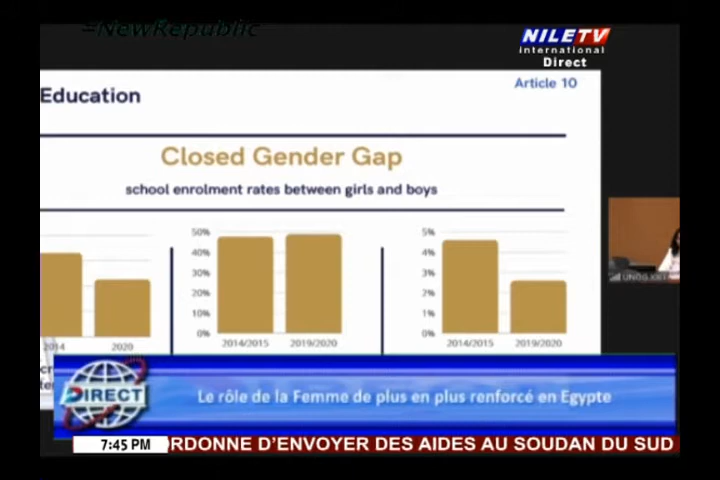 =NewRepublic
NILETV
international
Direct
Article 10
Education
Closed Gender Gap
school enrolment rates between girls and boys
50%
40%
30%
20%
10%
0%
2014/2015 2019/2020
5%
4%
3%
2%
1%
0%
2014/2015 2019/2020
2014 2020
DIRECT
Le rôle de la Femme de plus en plus renforcé en Egypte
7:45 PM
ORDONNE D'ENVOYER DES AIDES AU SOUDAN DU SUD